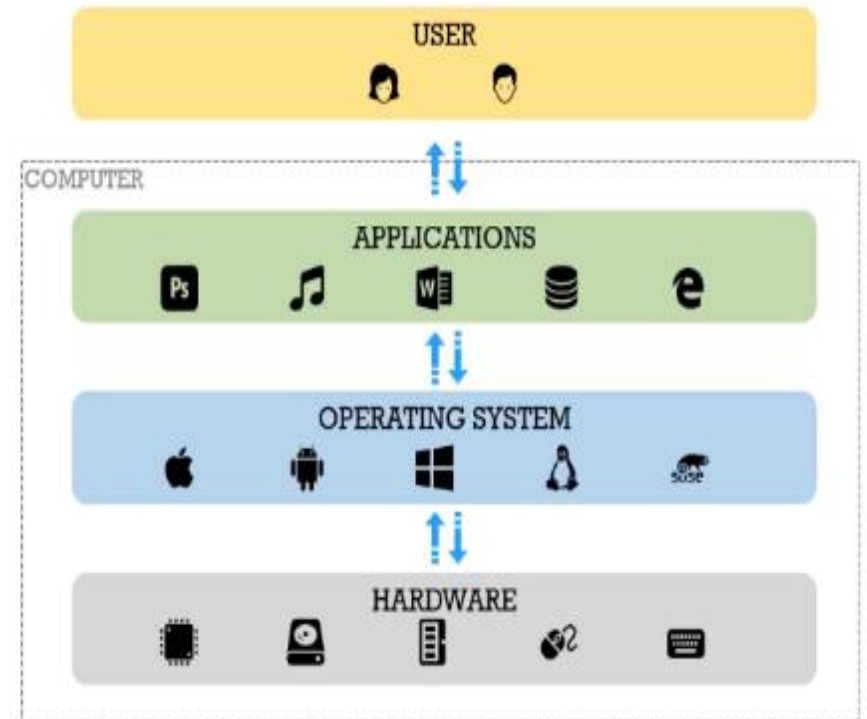 USER
COMPUTER
APPLICATIONS
Ps
W
OPERATING SYSTEM
SUSE
HARDWARE